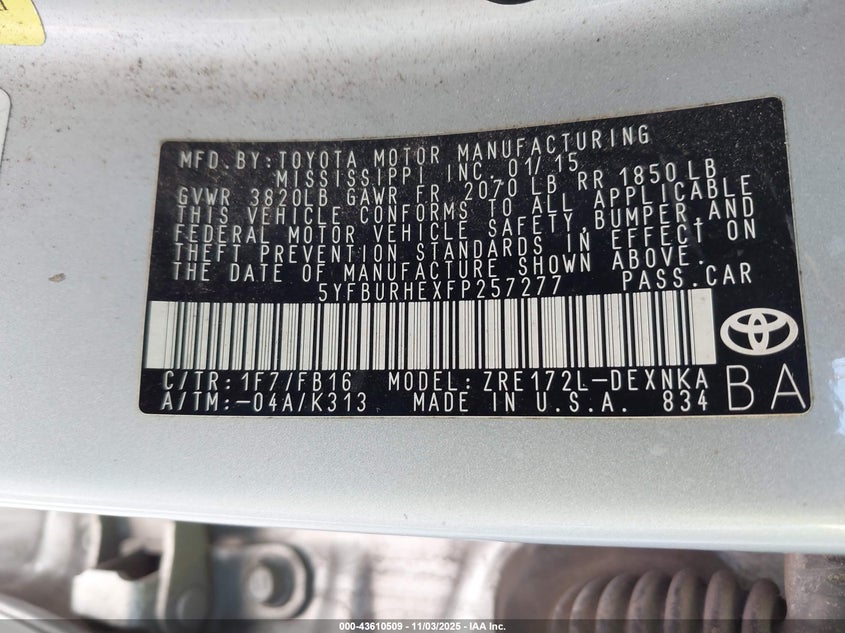 MFD.BY:TOYOTA MOTOR MANUFACTURING
MISSISSIPPI INC. 01/15
GVWR 3820LB GAWR FR 2070 LB RR 1850 LB
THIS VEHICLE CONFORMS TO ALL APPLICABLE
FEDERAL MOTOR VEHICLE SAFETY,BUMPER,AND
THEFT PREVENTION STANDARDS IN EFFECT ON
THE DATE OF MANUFACTURE SHOWN ABOVE.
5YFBURHEXFP257277 PASS.CAR
C/TR:1F7/FB16 MODEL:ZRE172L-DEXNKA
A/TM:-04A/K313 MADE IN U.S.A. 834
BA
000-43610509 - 11/03/2025 - IAA Inc.